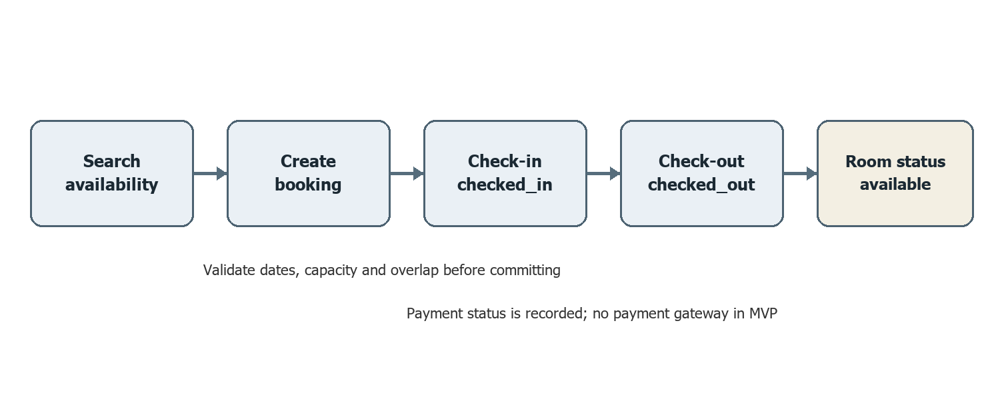 Search
availability
Create
booking
Check-in
checked_in
Check-out
checked_out
Room status
available
Validate dates, capacity and overlap before committing
Payment status is recorded; no payment gateway in MVP